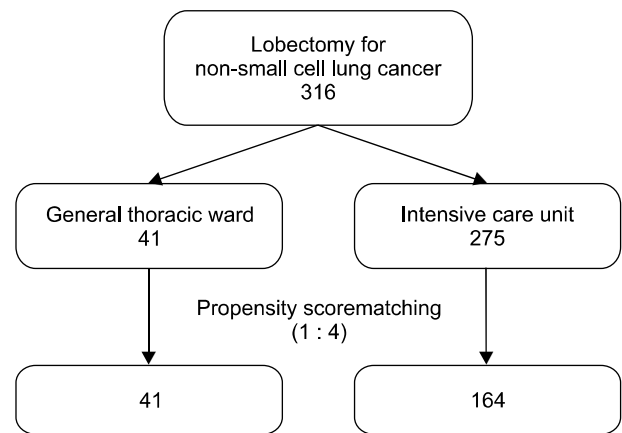 Lobectomy for
non-small cell lung cancer
316
General thoracic ward
41
Intensive care unit
275
Propensity scorematching
(1 : 4)
41
164